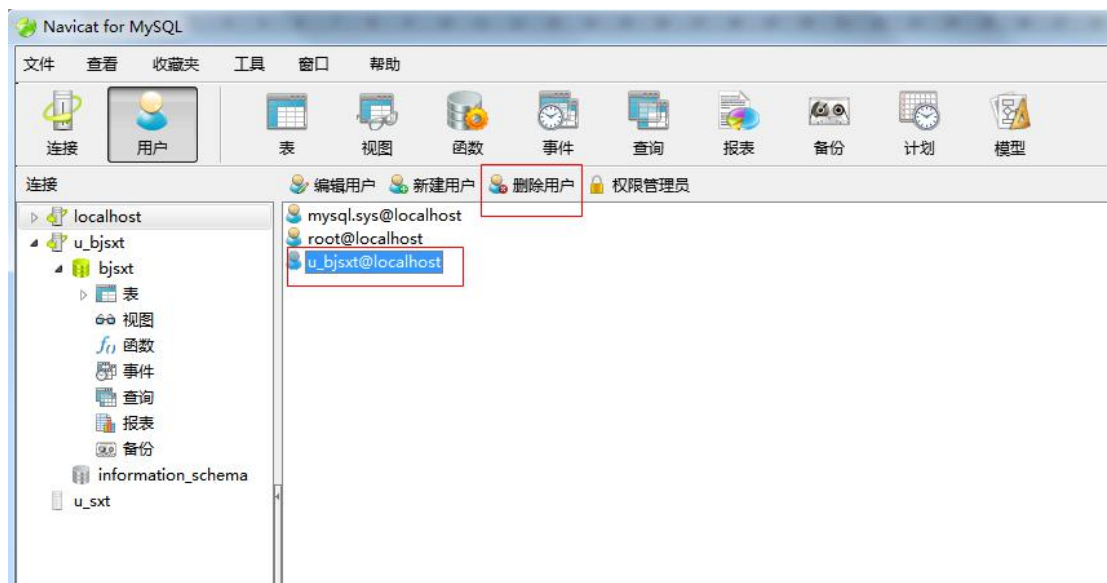 Navicat for MySQL
文件 查看 收藏夹 工具 窗口 帮助
连接 用户 表 视图 函数 事件 查询 报表 备份 计划 模型
连接 编辑用户 新建用户 删除用户 权限管理员
localhost mysql.sys@localhost
u_bjsxt root@localhost
bjsxt u_bjsxt@localhost
表
视图
函数
事件
查询
报表
备份
information_schema
u_sxt